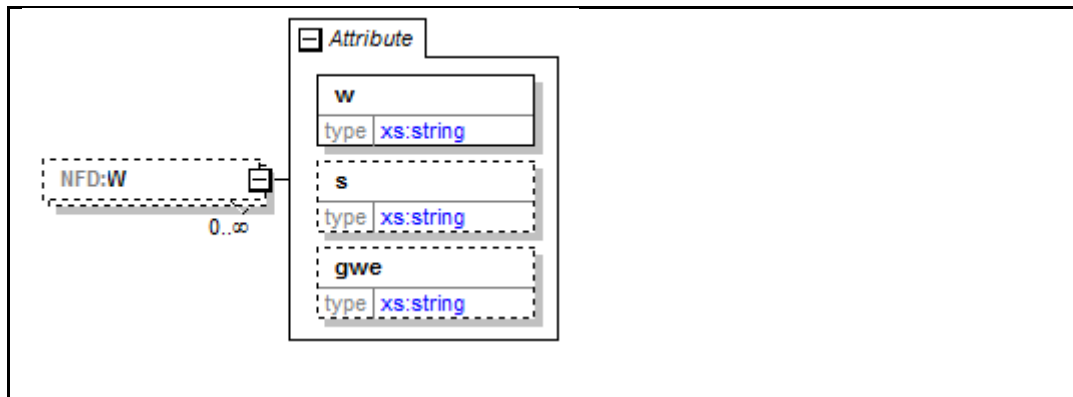 Attribute
w
type xs:string
NFD:W
0..∞
s
type xs:string
gwe
type xs:string